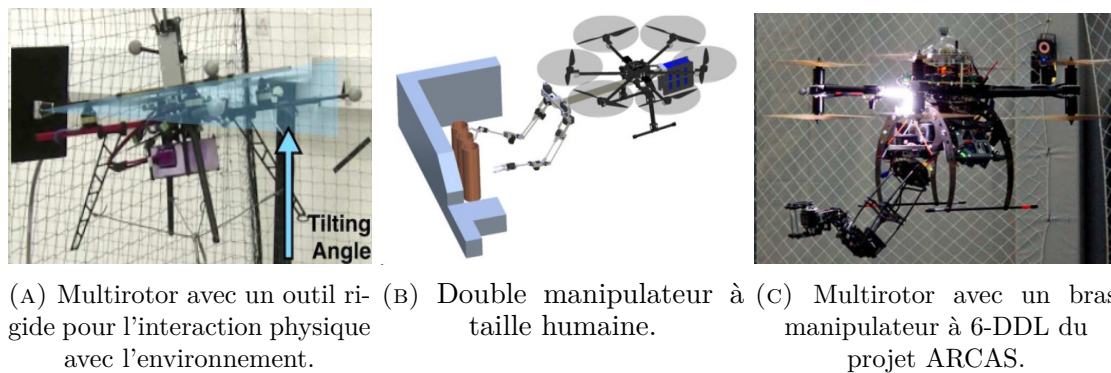 Tilting
Angle
(A) Multirotor avec un outil ri-
gide pour l'interaction physique
avec l'environnement.
(B) Double manipulateur à
taille humaine.
(C) Multirotor avec un bras
manipulateur à 6-DDL du
projet ARCAS.